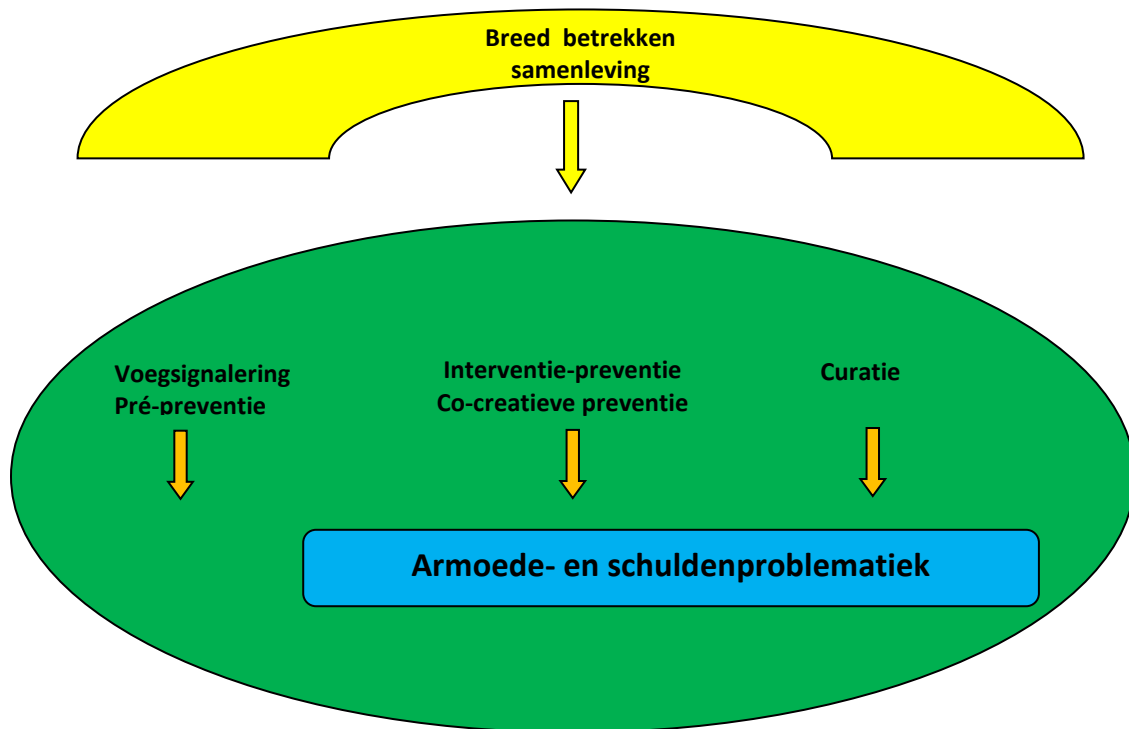 Breed betrekken
samenleving
Voegsignalering
Pré-preventie
Interventie-preventie
Co-creatieve preventie
Curatie
Armoede- en schuldenproblematiek